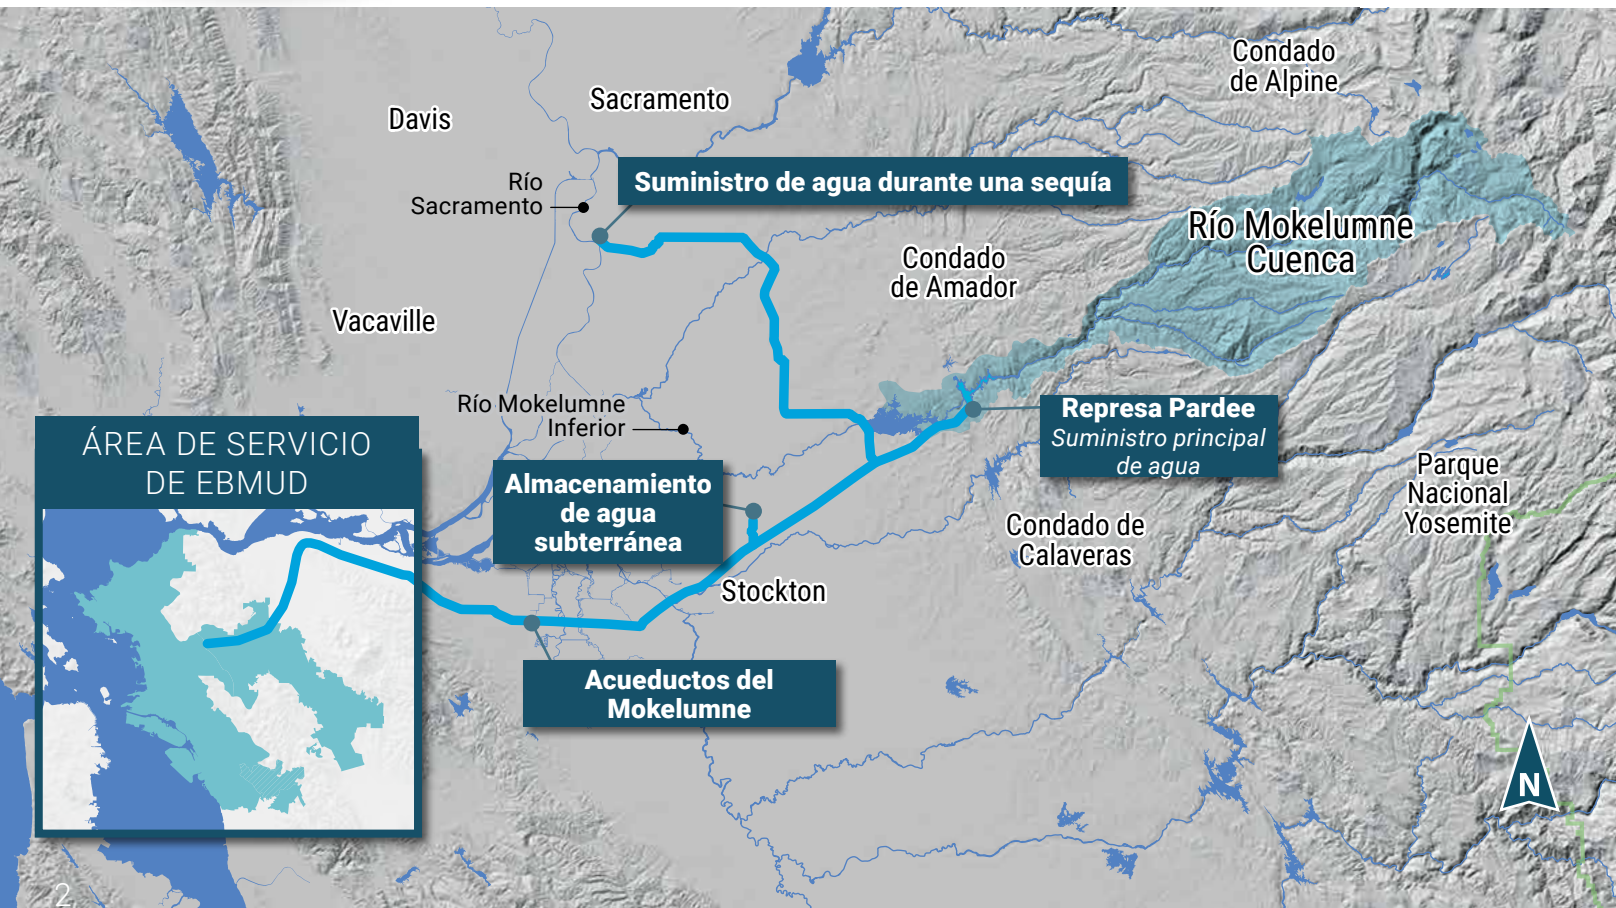 Condado
de Alpine
Sacramento
Davis
Río
Sacramento
Suministro de agua durante una sequía
Río Mokelumne
Cuenca
Condado
de Amador
Vacaville
Río Mokelumne
Inferior
Represa Pardee
Suministro principal
de agua
ÁREA DE SERVICIO
DE EBMUD
Almacenamiento
de agua
subterránea
Parque
Nacional
Yosemite
Condado de
Calaveras
Stockton
Acueductos del
Mokelumne
N
2